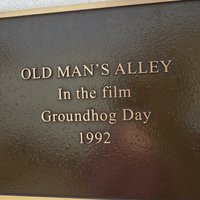 OLD MAN'S ALLEY
In the film
Groundhog Day
1992